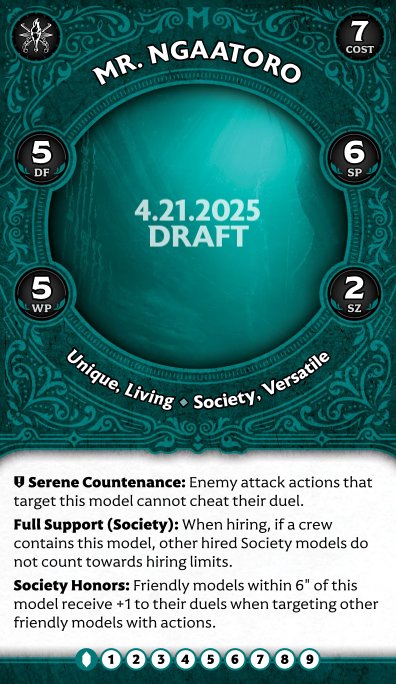 7
COST
MR. NGAATORO
5
DF
6
SP
4.21.2025
DRAFT
5
WP
2
SZ
Unique, Living ◆ Society, Versatile
Serene Countenance: Enemy attack actions that
target this model cannot cheat their duel.
Full Support (Society): When hiring, if a crew
contains this model, other hired Society models do
not count towards hiring limits.
Society Honors: Friendly models within 6" of this
model receive +1 to their duels when targeting other
friendly models with actions.
1 2 3 4 5 6 7 8 9